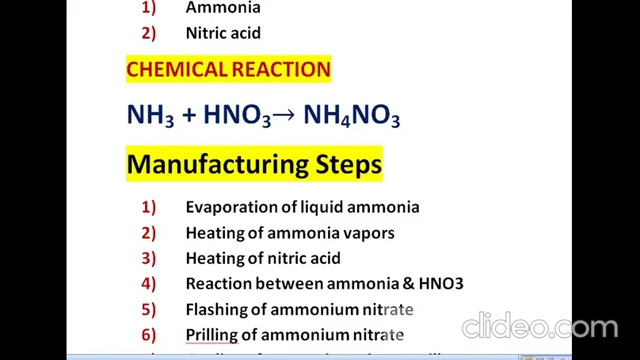 1) Ammonia
2) Nitric acid
CHEMICAL REACTION
NH₃ + HNO₃→ NH₄NO₃
Manufacturing Steps
1) Evaporation of liquid ammonia
2) Heating of ammonia vapors
3) Heating of nitric acid
4) Reaction between ammonia & HNO3
5) Flashing of ammonium nitrate
6) Prilling of ammonium nitrate
clideo.com